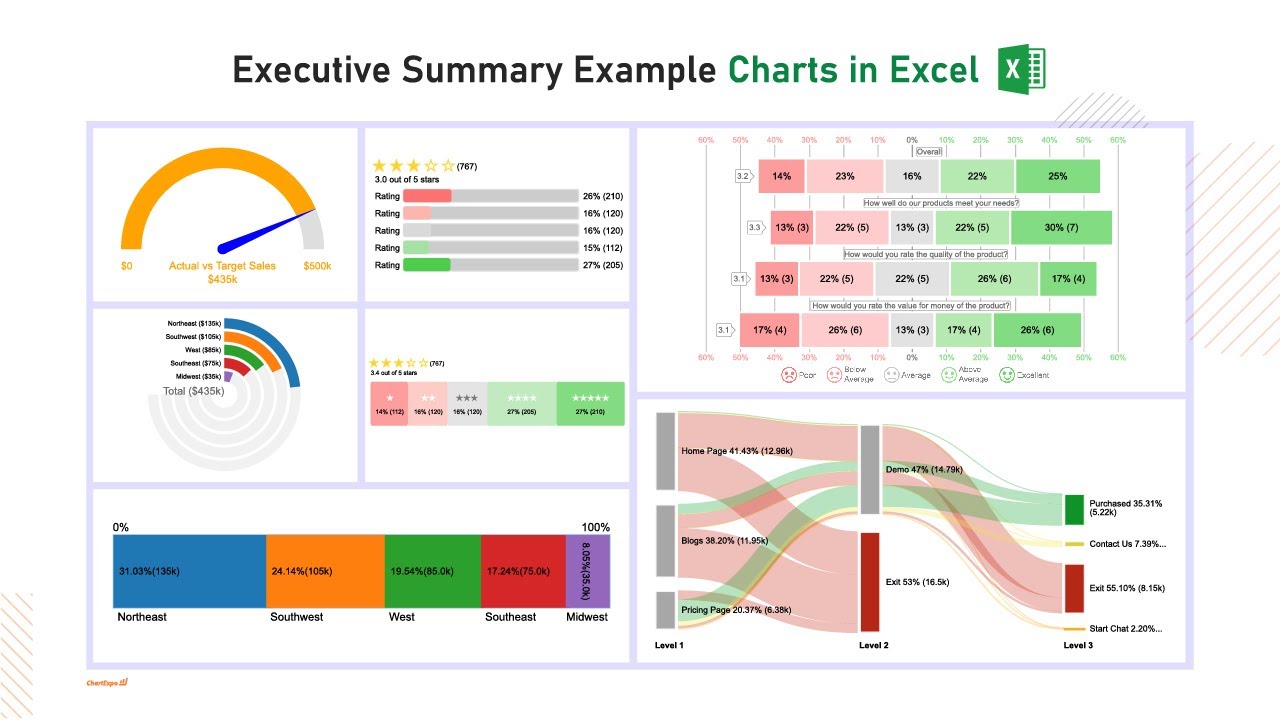 Executive Summary Example Charts in Excel
X
$0
Actual vs Target Sales
$500k
$435k
(767)
3.0 out of 5 stars
Rating 26% (210)
Rating 16% (120)
Rating 16% (120)
Rating 15% (112)
Rating 27% (205)
60% 50% 40% 30% 20% 10% 0% 10% 20% 30% 40% 50% 60%
Overall
3.2 14% 23% 16% 22% 25%
How well do our products meet your needs?
3.3 13% (3) 22% (5) 13% (3) 22% (5) 30% (7)
How would you rate the quality of the product?
3.1 13% (3) 22% (5) 22% (5) 26% (6) 17% (4)
How would you rate the value for money of the product?
3.1 17% (4) 26% (6) 13% (3) 17% (4) 26% (6)
60% 50% 40% 30% 20% 10% 0% 10% 20% 30% 40% 50% 60%
Poor Below Average Average Above Average Excellent
Northeast ($135k)
Southwest ($105k)
West ($85k)
Southeast ($75k)
Midwest ($35k)
Total ($435k)
(767)
3.4 out of 5 stars
14% (112) 16% (120) 16% (120) 27% (205) 27% (210)
0% 100%
31.03%(135k) 24.14%(105k) 19.54%(85.0k) 17.24%(75.0k) 8.05%(35.0k)
Northeast Southwest West Southeast Midwest
Home Page 41.43% (12.96k)
Blogs 38.20% (11.95k)
Pricing Page 20.37% (6.38k)
Demo 47% (14.79k)
Exit 53% (16.5k)
Purchased 35.31%
(5.22k)
Contact Us 7.39%...
Exit 55.10% (8.15k)
Start Chat 2.20%...
Level 1 Level 2 Level 3
ChartExpo